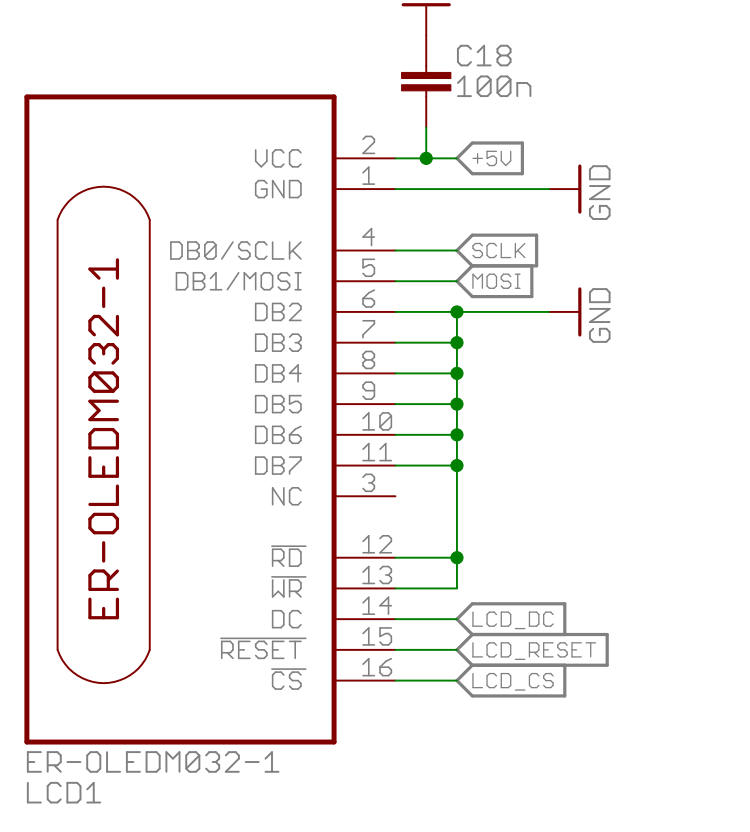 C18
100n
VCC 2 +5V
GND 1 GND
DB0/SCLK 4 SCLK
DB1/MOSI 5 MOSI
DB2 6 GND
DB3 7
DB4 8
DB5 9
DB6 10
DB7 11
NC 3
RD 12
WR 13
DC 14 LCD_DC
RESET 15 LCD_RESET
CS 16 LCD_CS
ER-OLEDM032-1
ER-OLEDM032-1
LCD1